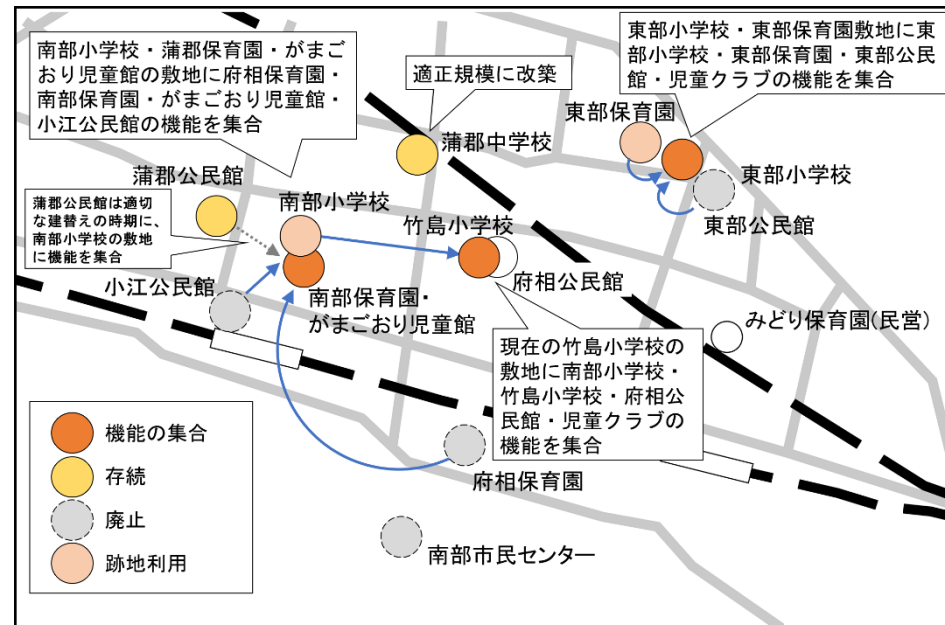 南部小学校・蒲郡保育園・がまご
おり児童館の敷地に府相保育園・
南部保育園・がまごおり児童館・
小江公民館の機能を集合
適正規模に改築
東部小学校・東部保育園敷地に東
部小学校・東部保育園・東部公民
館・児童クラブの機能を集合
東部保育園
蒲郡中学校
東部小学校
東部公民館
蒲郡公民館
蒲郡公民館は適切
な建替えの時期に、
南部小学校の敷地
に機能を集合
南部小学校
竹島小学校
府相公民館
小江公民館
南部保育園・
がまごおり児童館
みどり保育園(民営)
現在の竹島小学校の
敷地に南部小学校・
竹島小学校・府相公
民館・児童クラブの
機能を集合
府相保育園
南部市民センター
機能の集合
存続
廃止
跡地利用